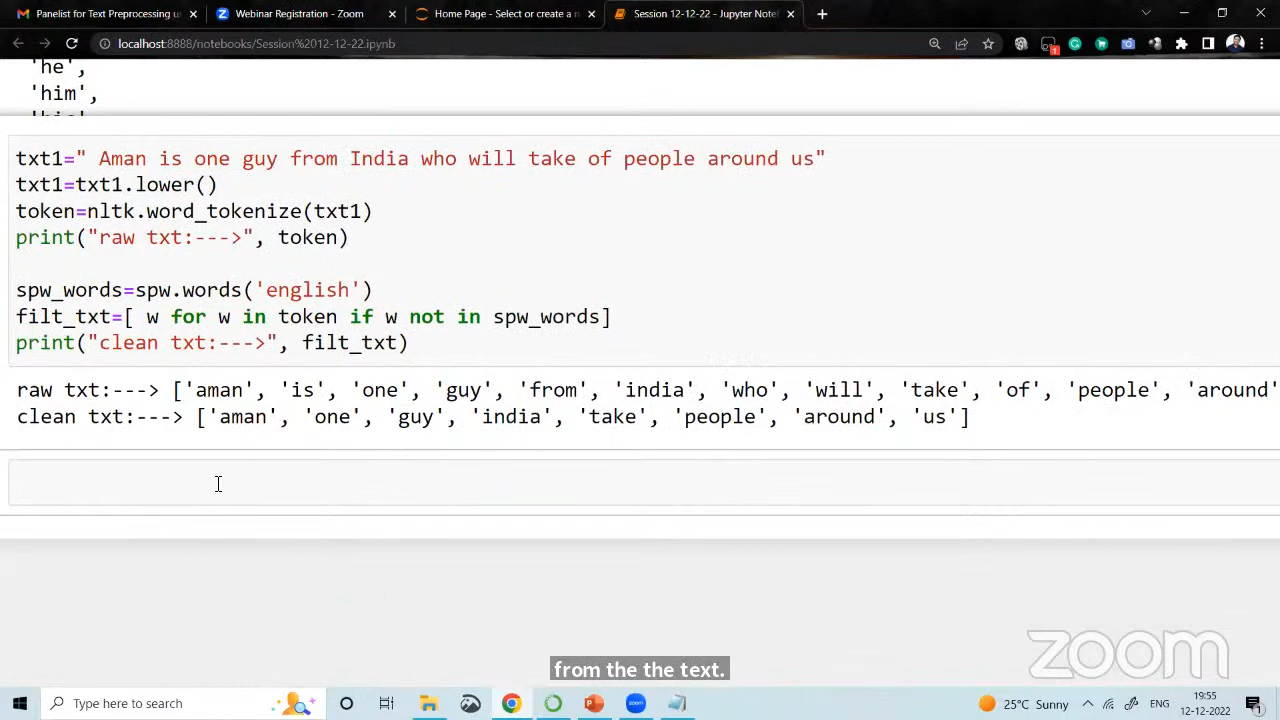 Panelist for Text Preprocessing u
Webinar Registration - Zoom
Home Page - Select or create a n
Session 12-12-22 - Jupyter Note
localhost:8888/notebooks/Session%2012-12-22.ipynb
'he',
'him',
txt1=" Aman is one guy from India who will take of people around us"
txt1=txt1.lower()
token=nltk.word_tokenize(txt1)
print("raw txt:--->", token)
spw_words=spw.words('english')
filt_txt=[ w for w in token if w not in spw_words]
print("clean txt:--->", filt_txt)
raw txt:---> ['aman', 'is', 'one', 'guy', 'from', 'india', 'who', 'will', 'take', 'of', 'people', 'around'
clean txt:---> ['aman', 'one', 'guy', 'india', 'take', 'people', 'around', 'us']
from the the text.
zoom
Type here to search
25°C Sunny
ENG
19:55
12-12-2022